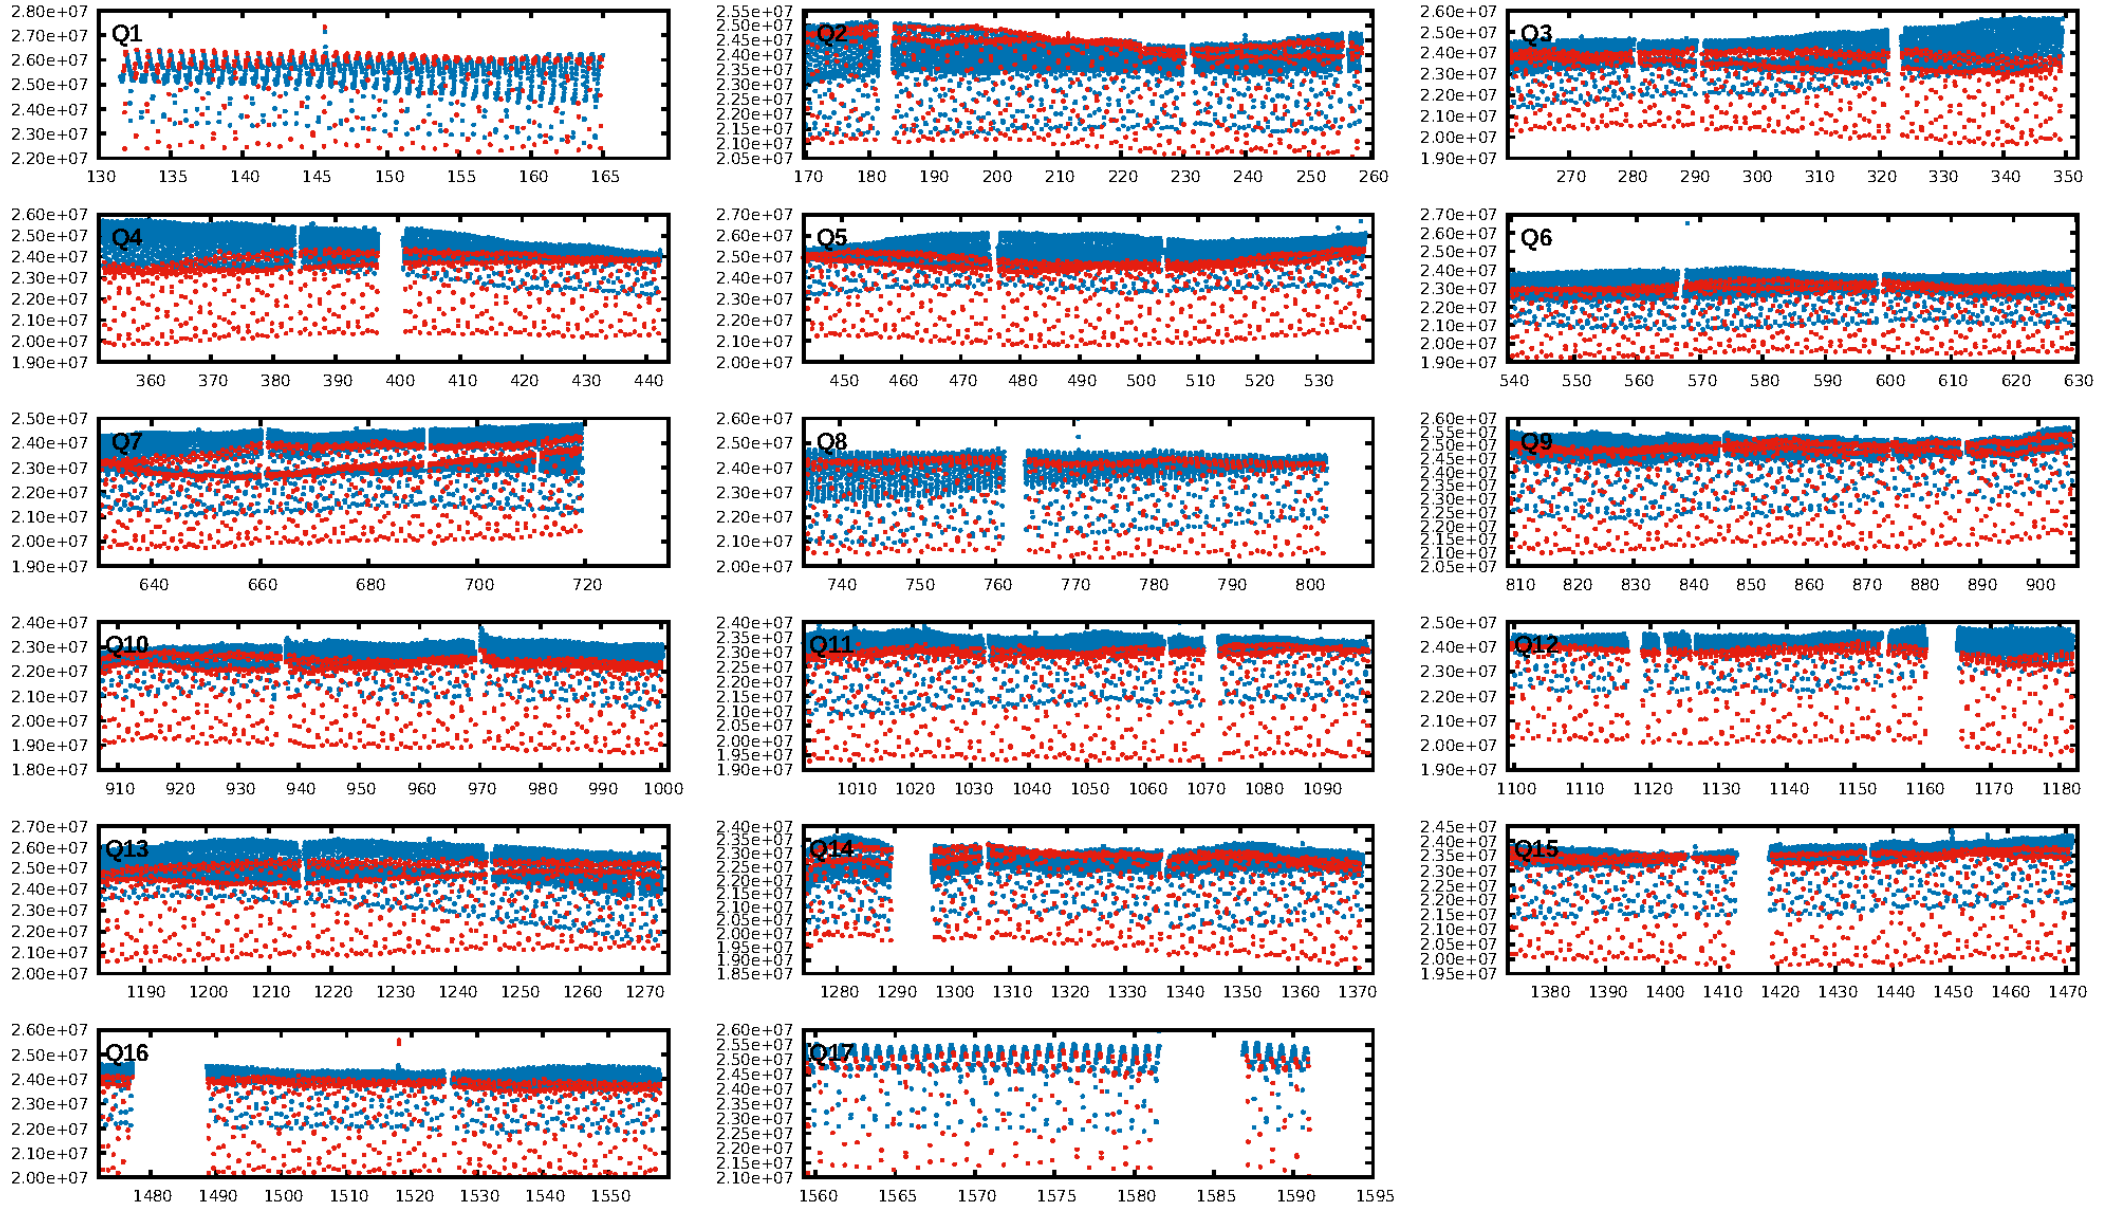 Q1
2.80e+07
2.70e+07
2.60e+07
2.50e+07
2.40e+07
2.30e+07
2.20e+07
130 135 140 145 150 155 160 165
Q2
2.55e+07
2.50e+07
2.45e+07
2.40e+07
2.35e+07
2.30e+07
2.25e+07
2.20e+07
2.15e+07
2.10e+07
2.05e+07
170 180 190 200 210 220 230 240 250 260
Q3
2.60e+07
2.50e+07
2.40e+07
2.30e+07
2.20e+07
2.10e+07
2.00e+07
1.90e+07
270 280 290 300 310 320 330 340 350
Q4
2.60e+07
2.50e+07
2.40e+07
2.30e+07
2.20e+07
2.10e+07
2.00e+07
1.90e+07
360 370 380 390 400 410 420 430 440
Q5
2.70e+07
2.60e+07
2.50e+07
2.40e+07
2.30e+07
2.20e+07
2.10e+07
2.00e+07
450 460 470 480 490 500 510 520 530
Q6
2.70e+07
2.60e+07
2.50e+07
2.40e+07
2.30e+07
2.20e+07
2.10e+07
2.00e+07
1.90e+07
540 550 560 570 580 590 600 610 620 630
Q7
2.50e+07
2.40e+07
2.30e+07
2.20e+07
2.10e+07
2.00e+07
1.90e+07
640 660 680 700 720
Q8
2.60e+07
2.50e+07
2.40e+07
2.30e+07
2.20e+07
2.10e+07
2.00e+07
740 750 760 770 780 790 800
Q9
2.60e+07
2.55e+07
2.50e+07
2.45e+07
2.40e+07
2.35e+07
2.30e+07
2.25e+07
2.20e+07
2.15e+07
2.10e+07
2.05e+07
810 820 830 840 850 860 870 880 890 900
Q10
2.40e+07
2.30e+07
2.20e+07
2.10e+07
2.00e+07
1.90e+07
1.80e+07
910 920 930 940 950 960 970 980 990 1000
Q11
2.40e+07
2.35e+07
2.30e+07
2.25e+07
2.20e+07
2.15e+07
2.10e+07
2.05e+07
2.00e+07
1.95e+07
1.90e+07
1010 1020 1030 1040 1050 1060 1070 1080 1090
Q12
2.50e+07
2.40e+07
2.30e+07
2.20e+07
2.10e+07
2.00e+07
1.90e+07
1100 1110 1120 1130 1140 1150 1160 1170 1180
Q13
2.70e+07
2.60e+07
2.50e+07
2.40e+07
2.30e+07
2.20e+07
2.10e+07
2.00e+07
1190 1200 1210 1220 1230 1240 1250 1260 1270
Q14
2.40e+07
2.35e+07
2.30e+07
2.25e+07
2.20e+07
2.15e+07
2.10e+07
2.05e+07
2.00e+07
1.95e+07
1.90e+07
1.85e+07
1280 1290 1300 1310 1320 1330 1340 1350 1360 1370
Q15
2.45e+07
2.40e+07
2.35e+07
2.30e+07
2.25e+07
2.20e+07
2.15e+07
2.10e+07
2.05e+07
2.00e+07
1.95e+07
1380 1390 1400 1410 1420 1430 1440 1450 1460 1470
Q16
2.60e+07
2.50e+07
2.40e+07
2.30e+07
2.20e+07
2.10e+07
2.00e+07
1480 1490 1500 1510 1520 1530 1540 1550
Q17
2.60e+07
2.55e+07
2.50e+07
2.45e+07
2.40e+07
2.35e+07
2.30e+07
2.25e+07
2.20e+07
2.15e+07
2.10e+07
1560 1565 1570 1575 1580 1585 1590 1595